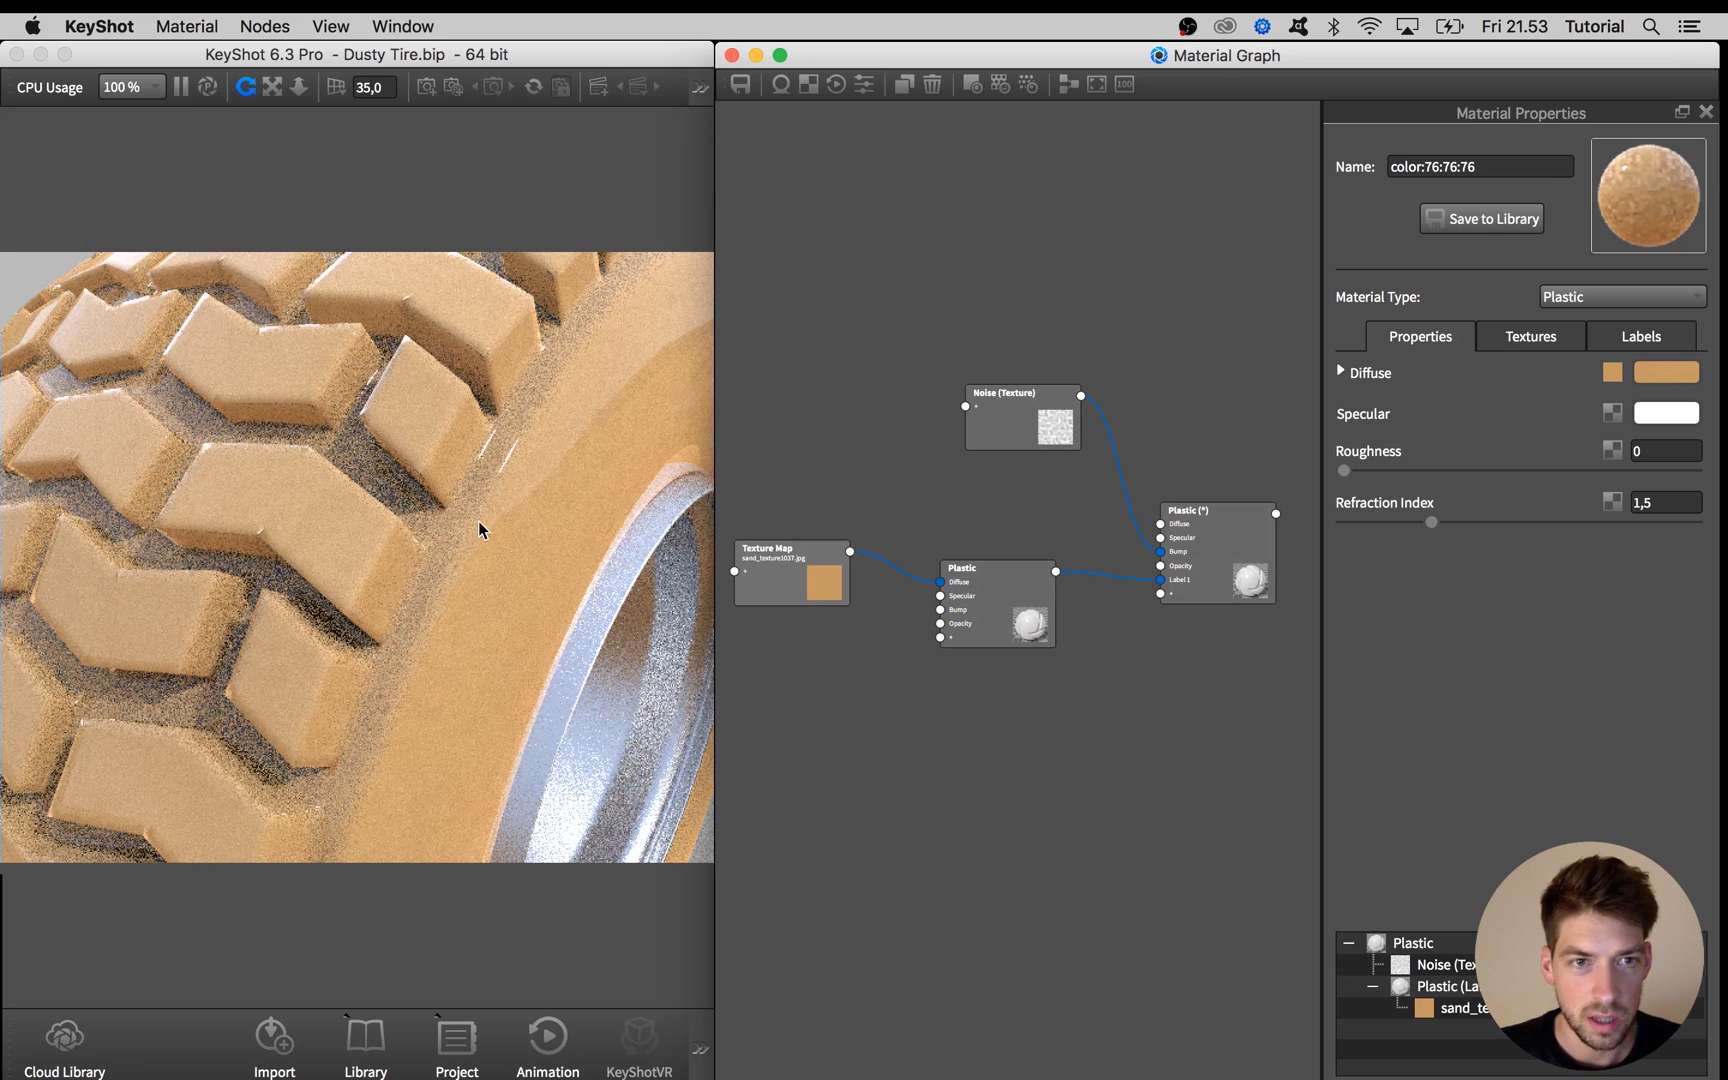 KeyShot Material Nodes View Window Fri 21.53 Tutorial
KeyShot 6.3 Pro - Dusty Tire.bip - 64 bit
Material Graph
CPU Usage 100 % 35,0
100
Material Properties
Name: color:76:76:76
Save to Library
Material Type: Plastic
Properties Textures Labels
Diffuse
Specular
Roughness 0
Refraction Index 1,5
Noise (Texture)
+
Plastic (*)
Diffuse
Specular
Bump
Opacity
Label 1
+
Texture Map
sand_texture1037.jpg
+
Plastic
Diffuse
Specular
Bump
Opacity
+
Plastic
Noise (Tex
Plastic (La
sand_te
Cloud Library Import Library Project Animation KeyShotVR